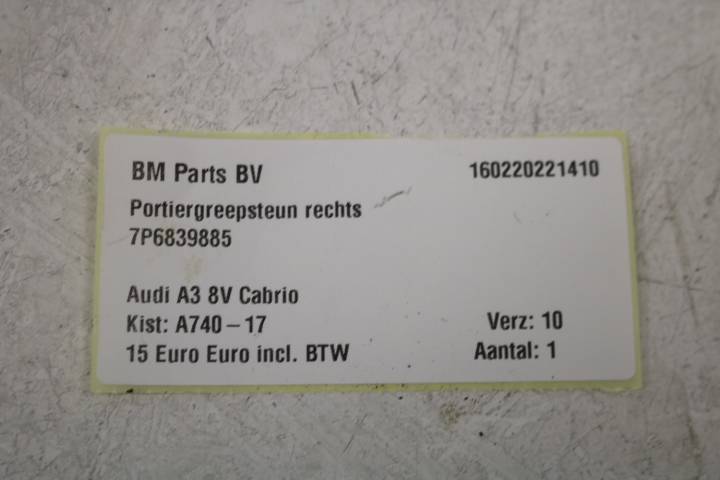 BM Parts BV 160220221410
Portiergreepsteun rechts
7P6839885
Audi A3 8V Cabrio
Kist: A740-17 Verz: 10
15 Euro Euro incl. BTW Aantal: 1